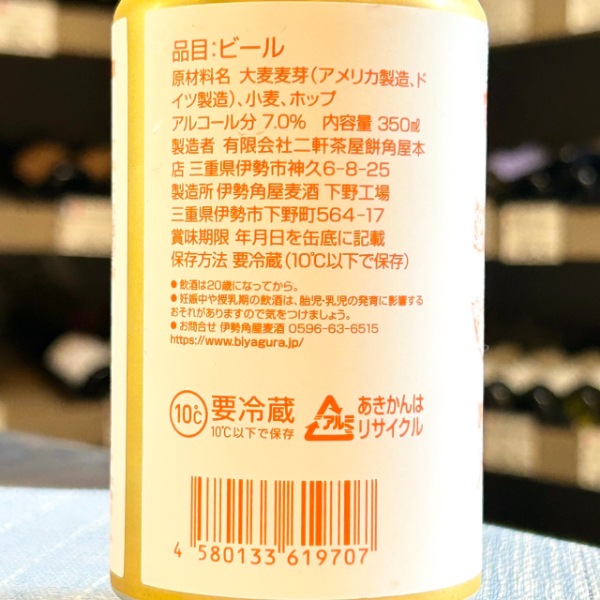 品目:ビール
原材料名 大麦麦芽(アメリカ製造、ド
イツ製造)、小麦、ホップ
アルコール分 7.0% 内容量 350㎖
製造者 有限会社二軒茶屋餅角屋本
店 三重県伊勢市神久6-8-25
製造所 伊勢角屋麦酒 下野工場
三重県伊勢市下野町564-17
賞味期限 年月日を缶底に記載
保存方法 要冷蔵(10℃以下で保存)
●飲酒は20歳になってから。
●妊娠中や授乳期の飲酒は、胎児・乳児の発育に影響する
おそれがありますので気をつけましょう。
●お問合せ 伊勢角屋麦酒 0596-63-6515
https://www.biyagura.jp/
10℃ 要冷蔵
10℃以下で保存
アルミ
あきかんは
リサイクル
4 580133 619707